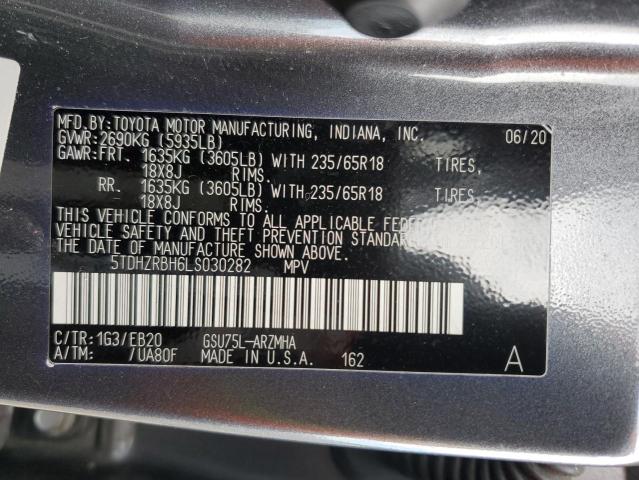 MFD.BY:TOYOTA MOTOR MANUFACTURING, INDIANA, INC. 06/20
GVWR:2690KG (5935LB)
GAWR:FRT. 1635KG (3605LB) WITH 235/65R18 TIRES,
18X8J RIMS.
RR. 1635KG (3605LB) WITH 235/65R18 TIRES,
18X8J RIMS.
THIS VEHICLE CONFORMS TO ALL APPLICABLE
VEHICLE SAFETY AND THEFT PREVENTION
THE DATE OF MANUFACTURE SHOWN ABOVE.
5TDHZRBH6LS030282 MPV
C/TR:1G3/EB20 GSU75L-ARZMHA
A/TM: /UA80F MADE IN U.S.A. 162 A